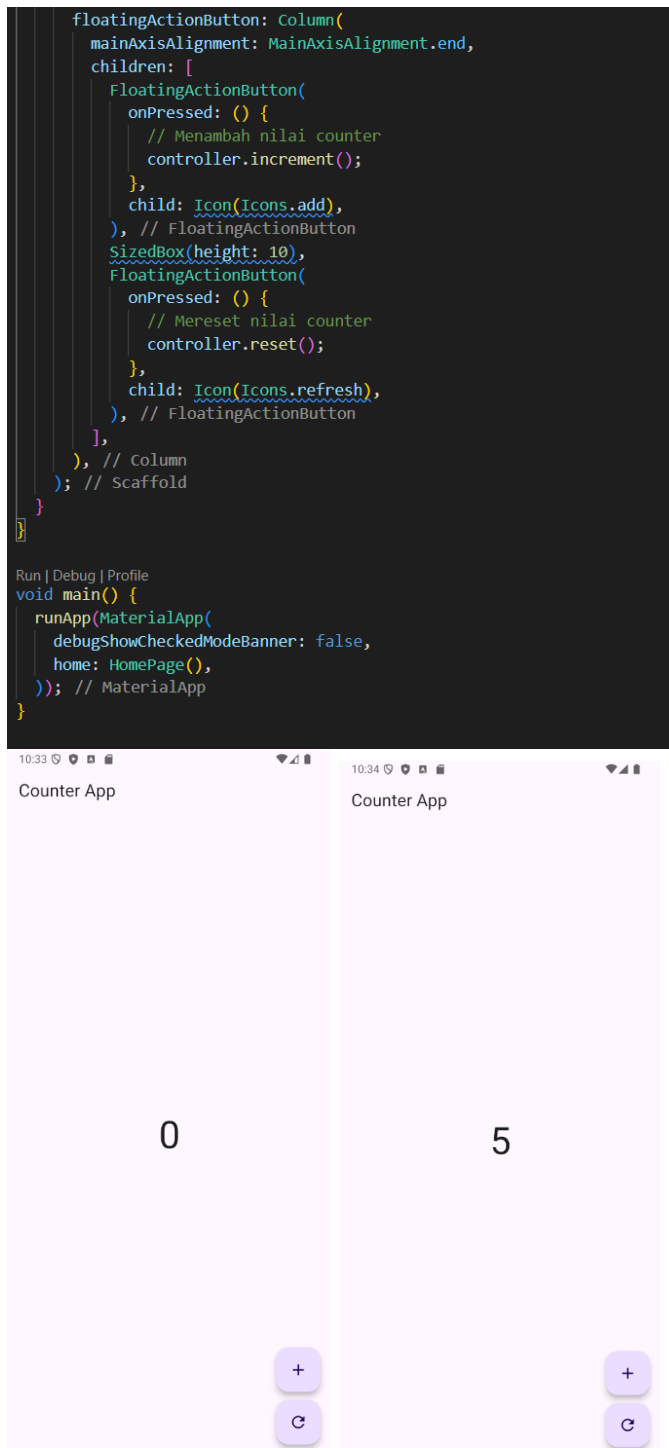 floatingActionButton: Column(
mainAxisAlignment: MainAxisAlignment.end,
children: [
FloatingActionButton(
onPressed: () {
// Menambah nilai counter
controller.increment();
},
child: Icon(Icons.add),
), // FloatingActionButton
SizedBox(height: 10),
FloatingActionButton(
onPressed: () {
// Mereset nilai counter
controller.reset();
},
child: Icon(Icons.refresh),
), // FloatingActionButton
],
), // Column
); // Scaffold
}
}
Run | Debug | Profile
void main() {
runApp(MaterialApp(
debugShowCheckedModeBanner: false,
home: HomePage(),
)); // MaterialApp
}
10:33
Counter App
0
+
10:34
Counter App
5
+